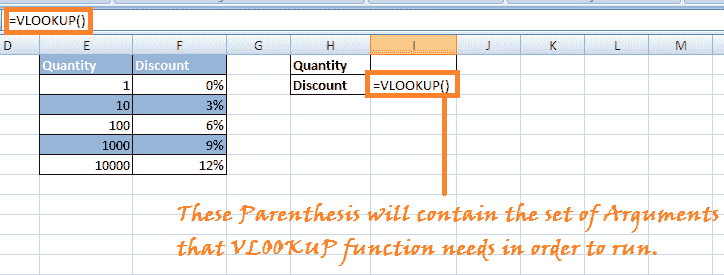 =VLOOKUP()
D E F G H I J K L M
Quantity Discount Quantity
1 0% Discount =VLOOKUP()
10 3%
100 6%
1000 9%
10000 12%
These Parenthesis will contain the set of Arguments
that VLOOKUP function needs in order to run.